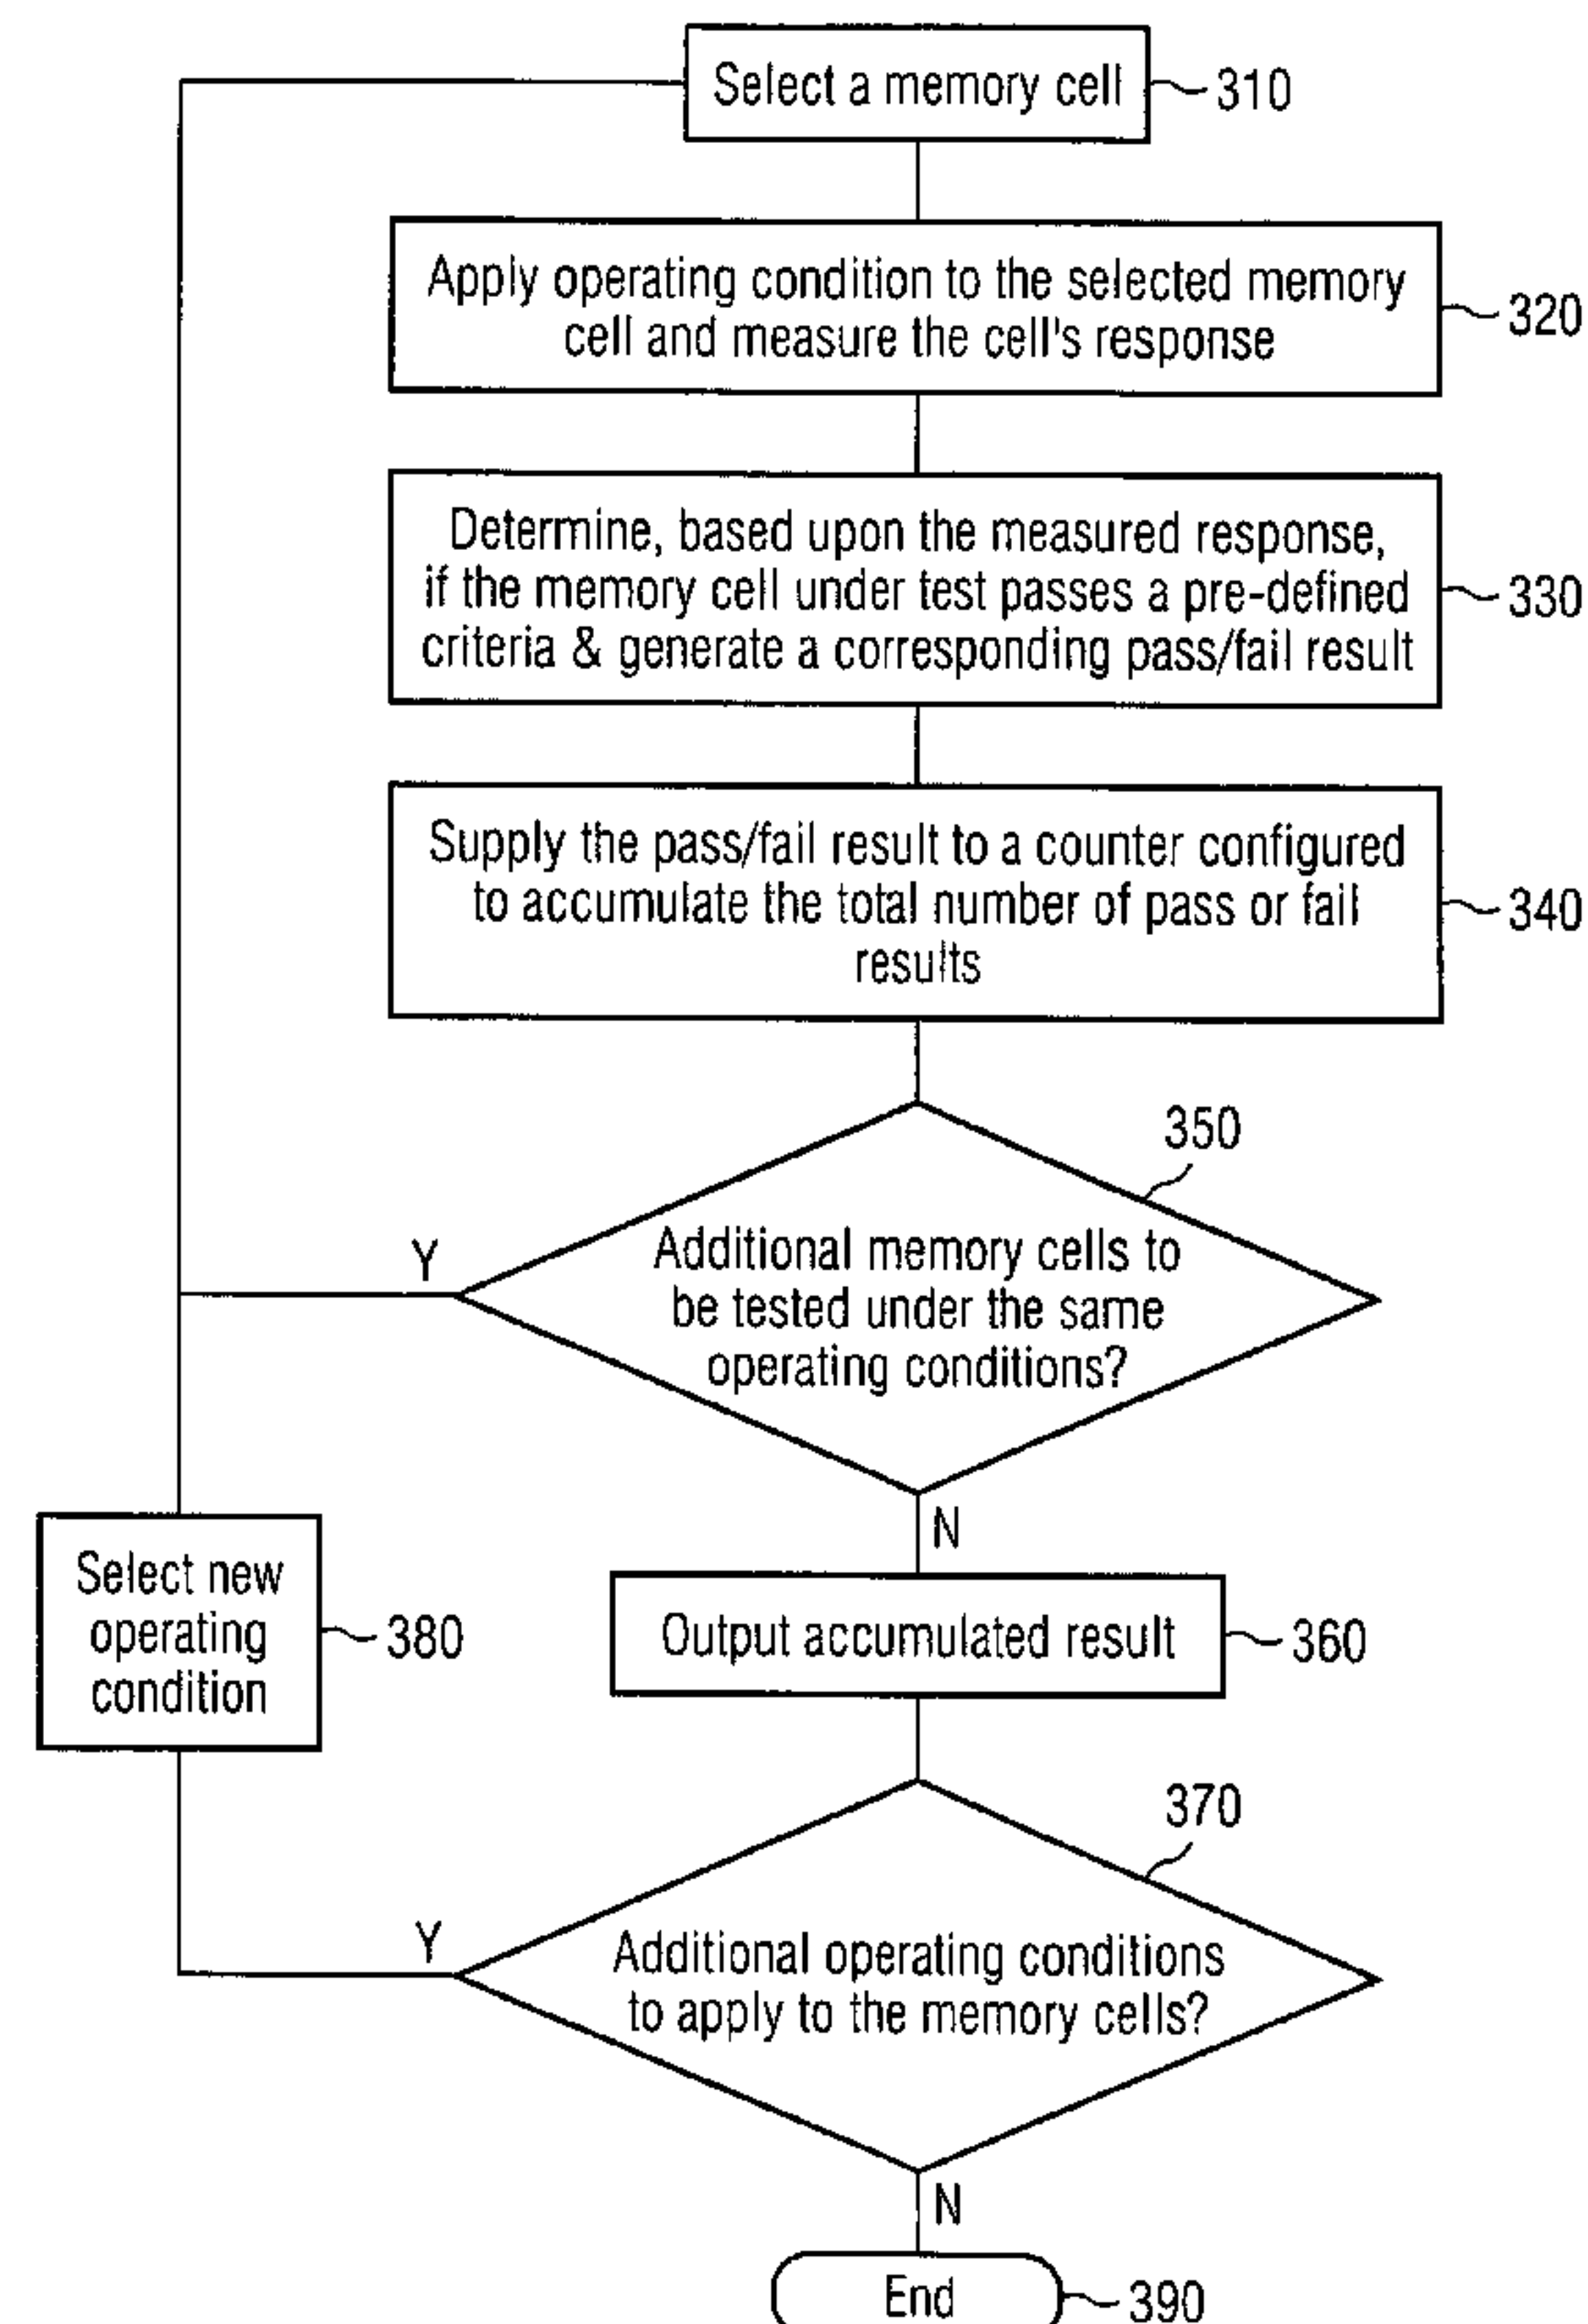 Select a memory cell
310
Apply operating condition to the selected memory
cell and measure the cell's response
320
Determine, based upon the measured response,
if the memory cell under test passes a pre-defined
criteria & generate a corresponding pass/fail result
330
Supply the pass/fail result to a counter configured
to accumulate the total number of pass or fail
results
340
350
Additional memory cells to
be tested under the same
operating conditions?
Y
N
Select new
operating
condition
380
Output accumulated result
360
370
Additional operating conditions
to apply to the memory cells?
Y
N
End
390